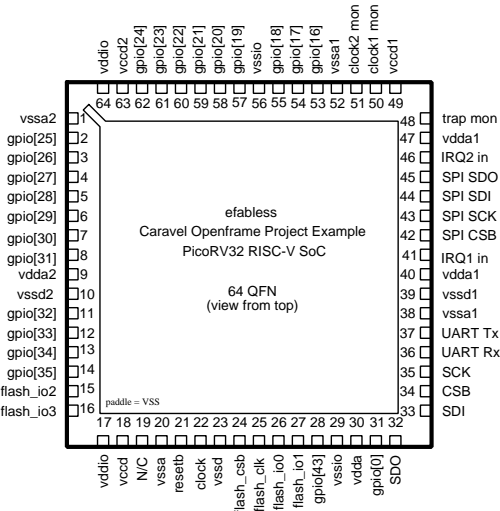 vddio
vccd2
gpio[24]
gpio[23]
gpio[22]
gpio[21]
gpio[20]
gpio[19]
vssio
gpio[18]
gpio[17]
gpio[16]
vssa1
clock2 mon
clock1 mon
vccd1
64 63 62 61 60 59 58 57 56 55 54 53 52 51 50 49
vssa2 1
gpio[25] 2
gpio[26] 3
gpio[27] 4
gpio[28] 5
gpio[29] 6
gpio[30] 7
gpio[31] 8
vdda2 9
vssd2 10
gpio[32] 11
gpio[33] 12
gpio[34] 13
gpio[35] 14
flash_io2 15
flash_io3 16
efabless
Caravel Openframe Project Example
PicoRV32 RISC-V SoC
64 QFN
(view from top)
paddle = VSS
48 trap mon
47 vdda1
46 IRQ2 in
45 SPI SDO
44 SPI SDI
43 SPI SCK
42 SPI CSB
41 IRQ1 in
40 vdda1
39 vssd1
38 vssa1
37 UART Tx
36 UART Rx
35 SCK
34 CSB
33 SDI
17 18 19 20 21 22 23 24 25 26 27 28 29 30 31 32
vddio
vccd
N/C
vssa
resetb
clock
vssd
flash_csb
flash_clk
flash_io0
flash_io1
gpio[43]
vssio
vdda
gpio[0]
SDO